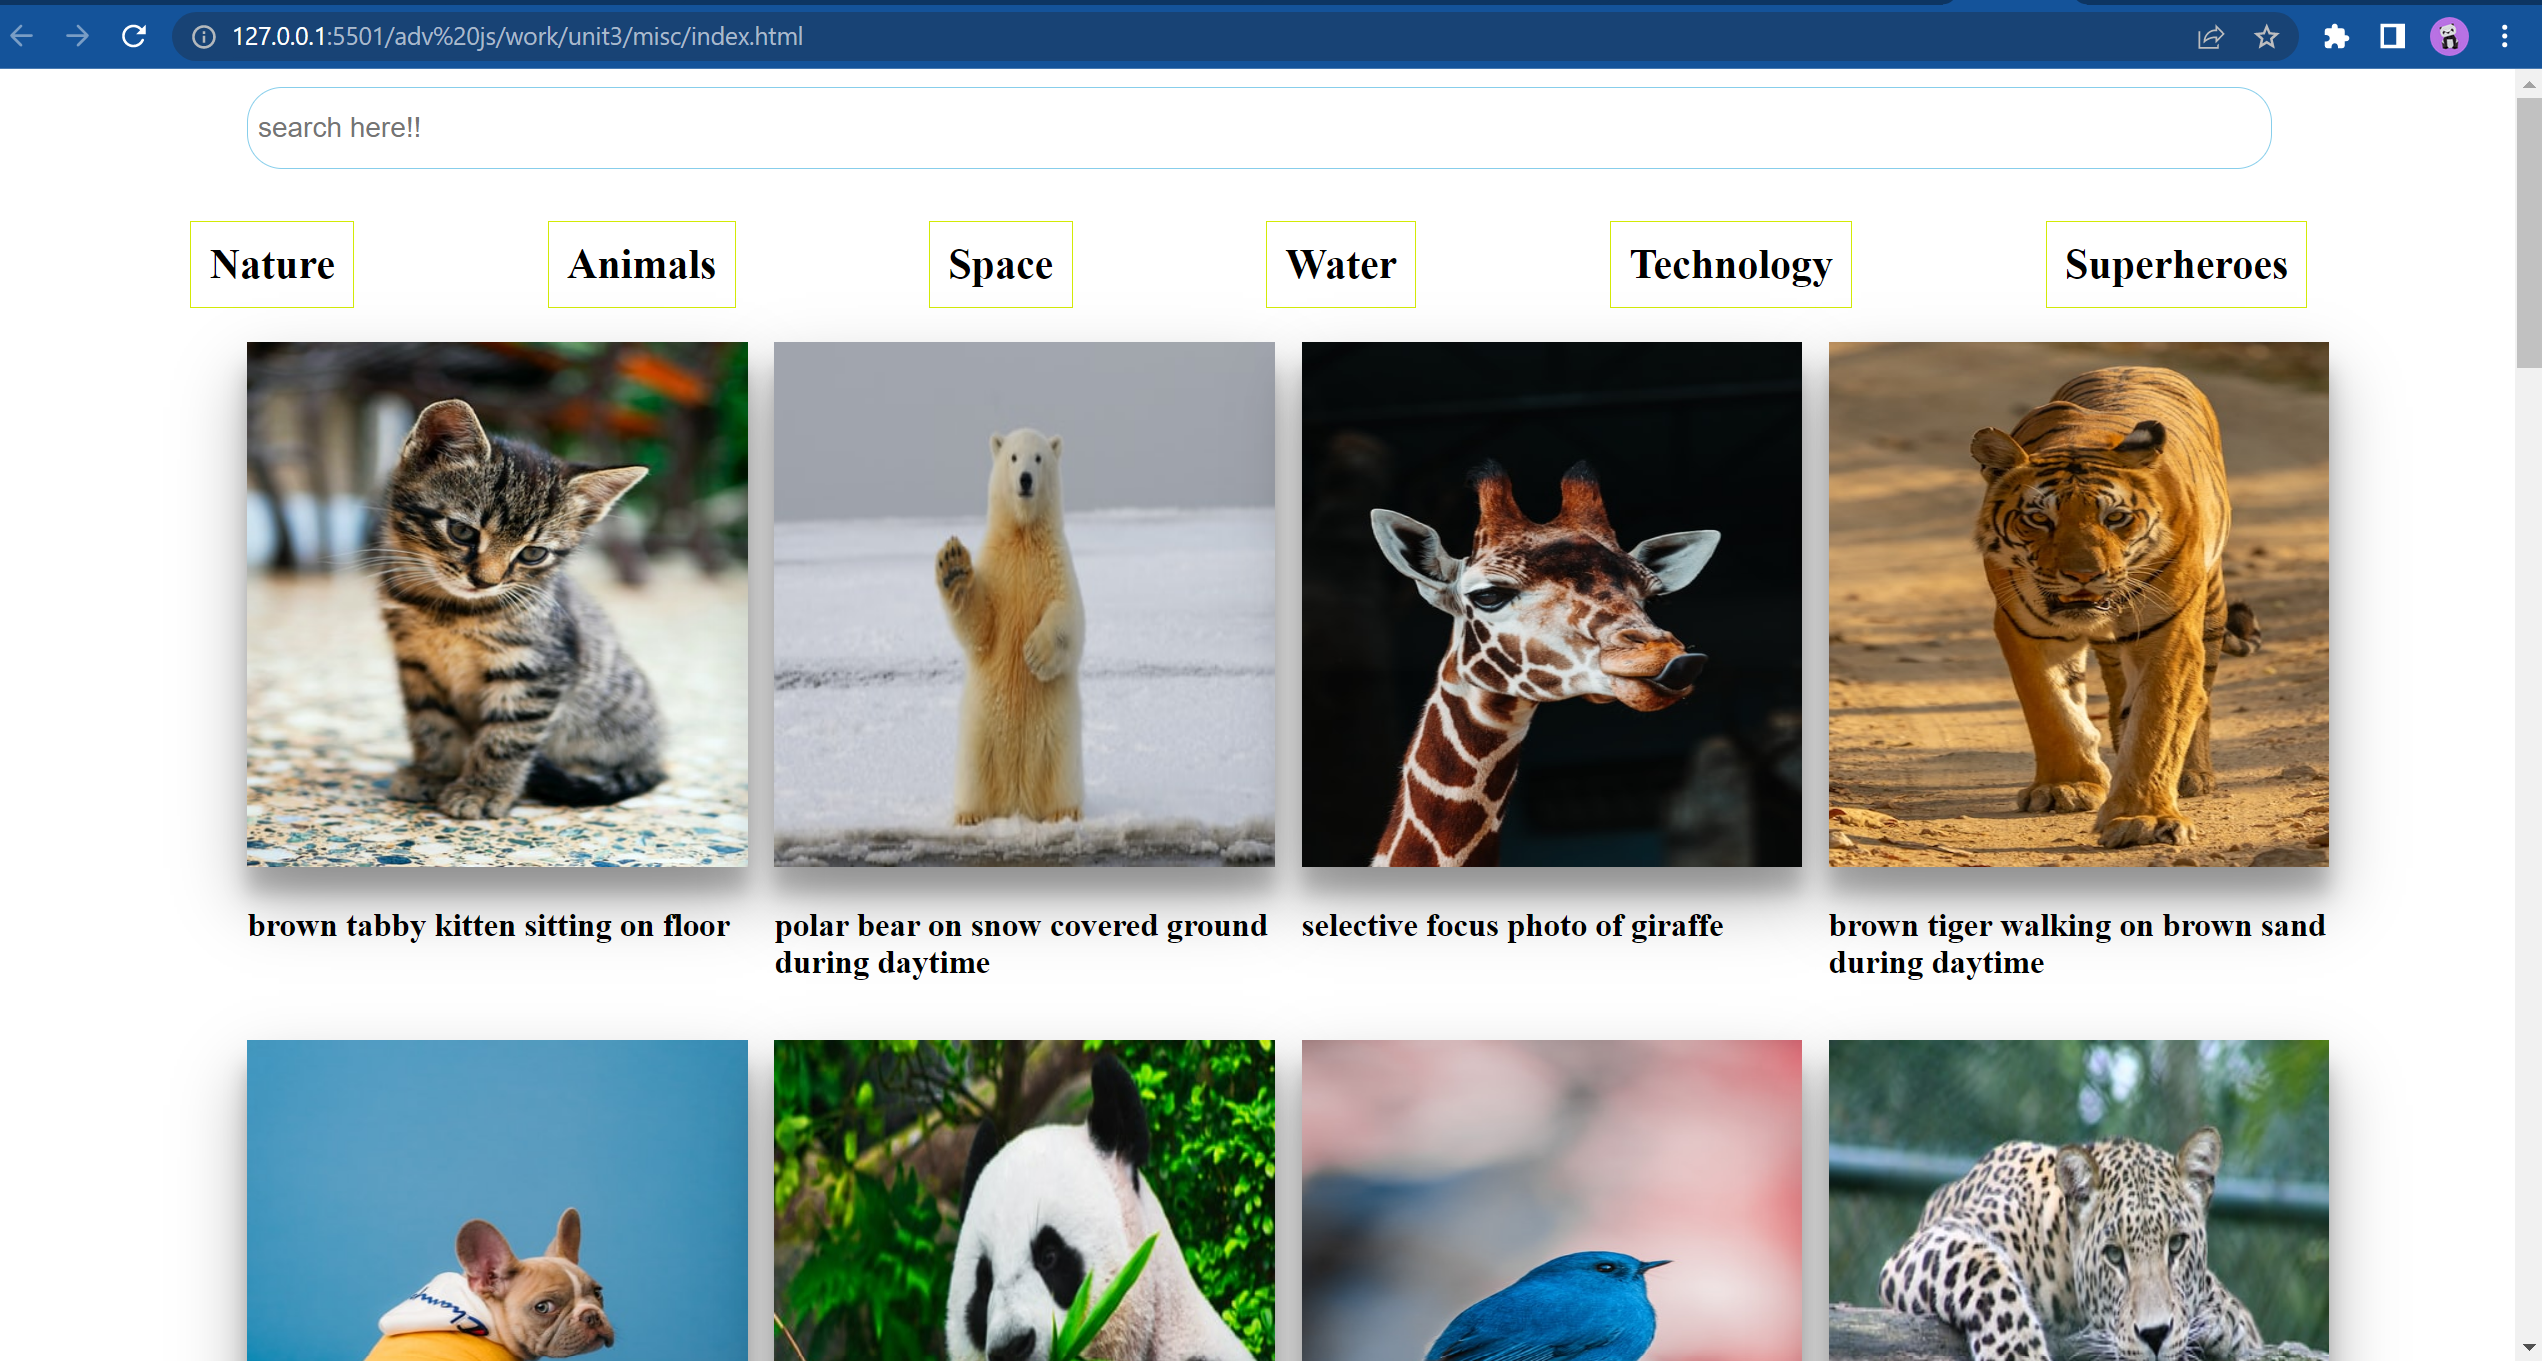 127.0.0.1:5501/adv%20js/work/unit3/misc/index.html
search here!!
Nature
Animals
Space
Water
Technology
Superheroes
brown tabby kitten sitting on floor
polar bear on snow covered ground
during daytime
selective focus photo of giraffe
brown tiger walking on brown sand
during daytime
Champ